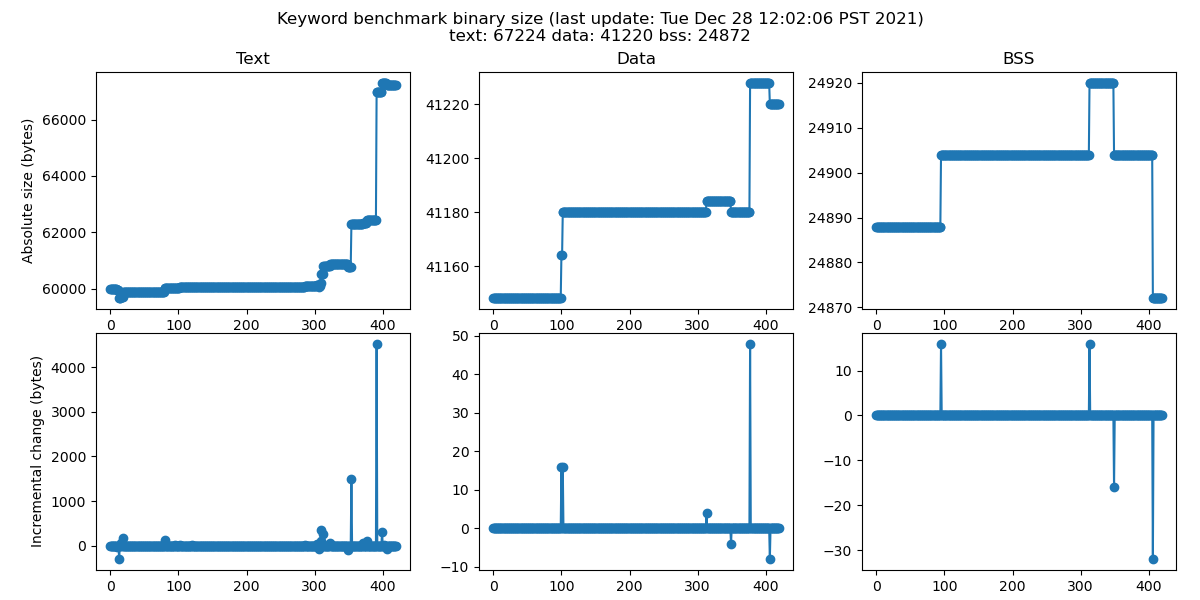 Keyword benchmark binary size (last update: Tue Dec 28 12:02:06 PST 2021)
text: 67224 data: 41220 bss: 24872
Text
Absolute size (bytes)
66000
64000
62000
60000
0 100 200 300 400
Data
41220
41200
41180
41160
0 100 200 300 400
BSS
24920
24910
24900
24890
24880
24870
0 100 200 300 400
Incremental change (bytes)
4000
3000
2000
1000
0
0 100 200 300 400
50
40
30
20
10
0
−10
0 100 200 300 400
10
0
−10
−20
−30
0 100 200 300 400